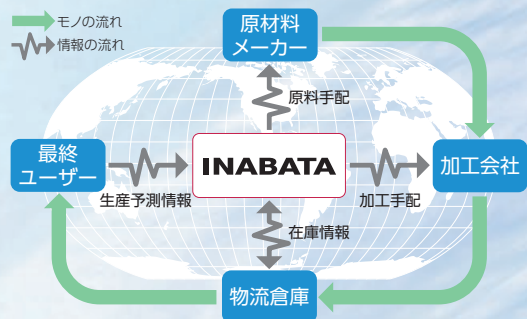 モノの流れ
情報の流れ
原材料
メーカー
原料手配
最終
ユーザー
生産予測情報
INABATA
加工手配
加工会社
在庫情報
物流倉庫